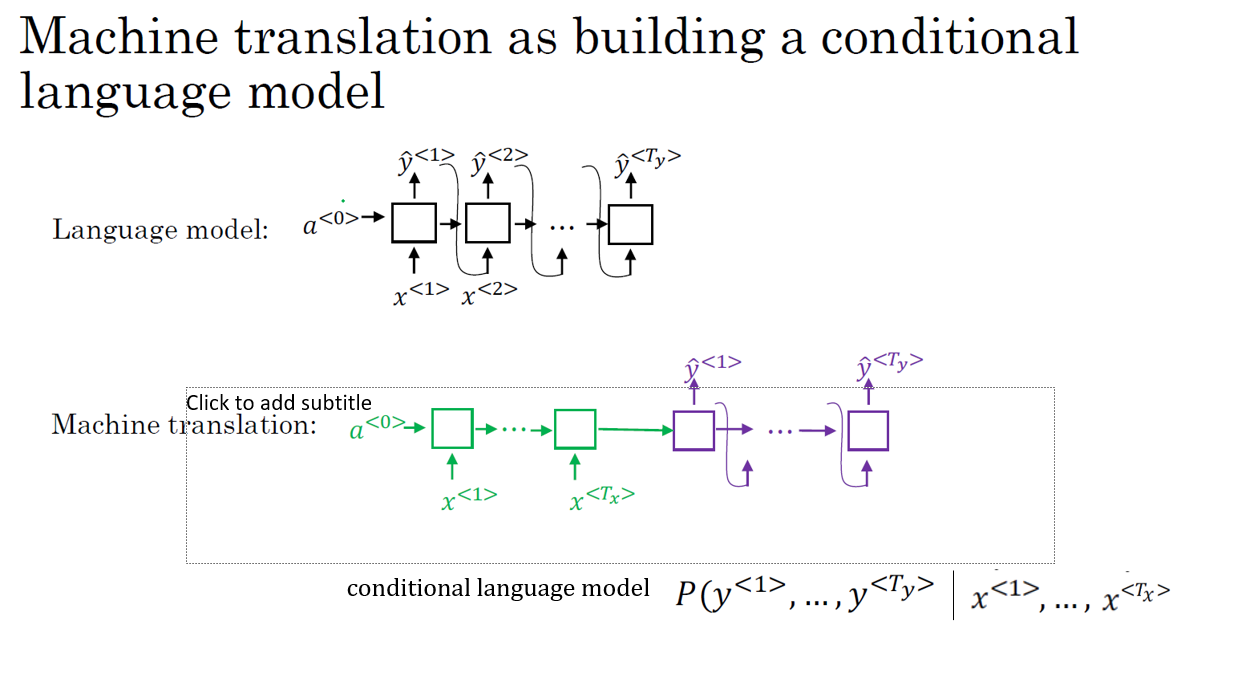 Machine translation as building a conditional
language model
ŷ<1> ŷ<2> ŷ<Ty>
Language model: a<0> ...
x<1> x<2>
ŷ<1> ŷ<Ty>
Click to add subtitle
Machine translation: a<0> ... ...
x<1> x<Tx>
conditional language model P(y<1>, ..., y<Ty> | x<1>, ..., x<Tx>